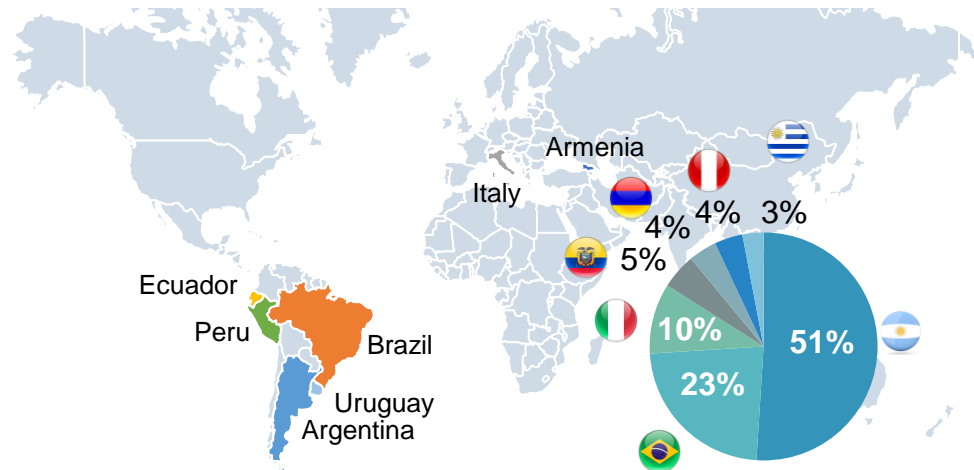 Armenia
Italy
4%
4%
3%
5%
Ecuador
Peru
Brazil
10%
51%
23%
Uruguay
Argentina